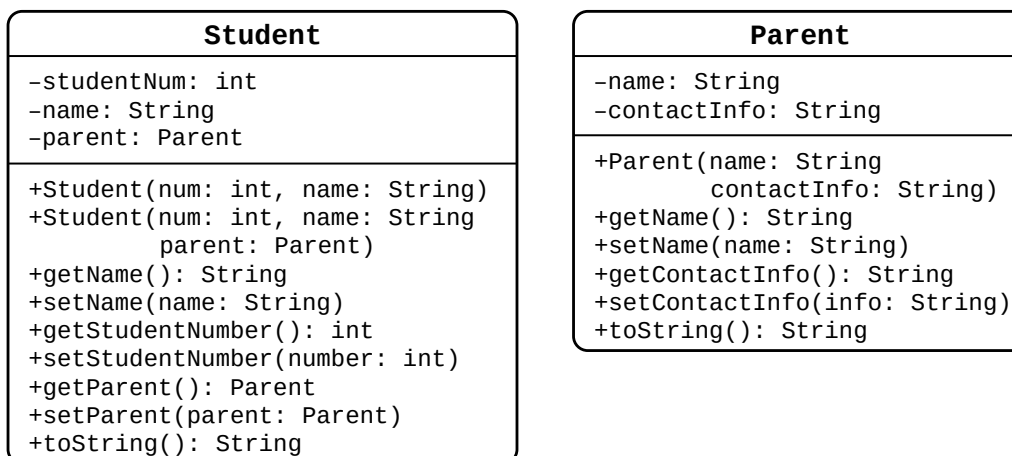 Student
–studentNum: int
–name: String
–parent: Parent
+Student(num: int, name: String)
+Student(num: int, name: String
parent: Parent)
+getName(): String
+setName(name: String)
+getStudentNumber(): int
+setStudentNumber(number: int)
+getParent(): Parent
+setParent(parent: Parent)
+toString(): String
Parent
–name: String
–contactInfo: String
+Parent(name: String
contactInfo: String)
+getName(): String
+setName(name: String)
+getContactInfo(): String
+setContactInfo(info: String)
+toString(): String